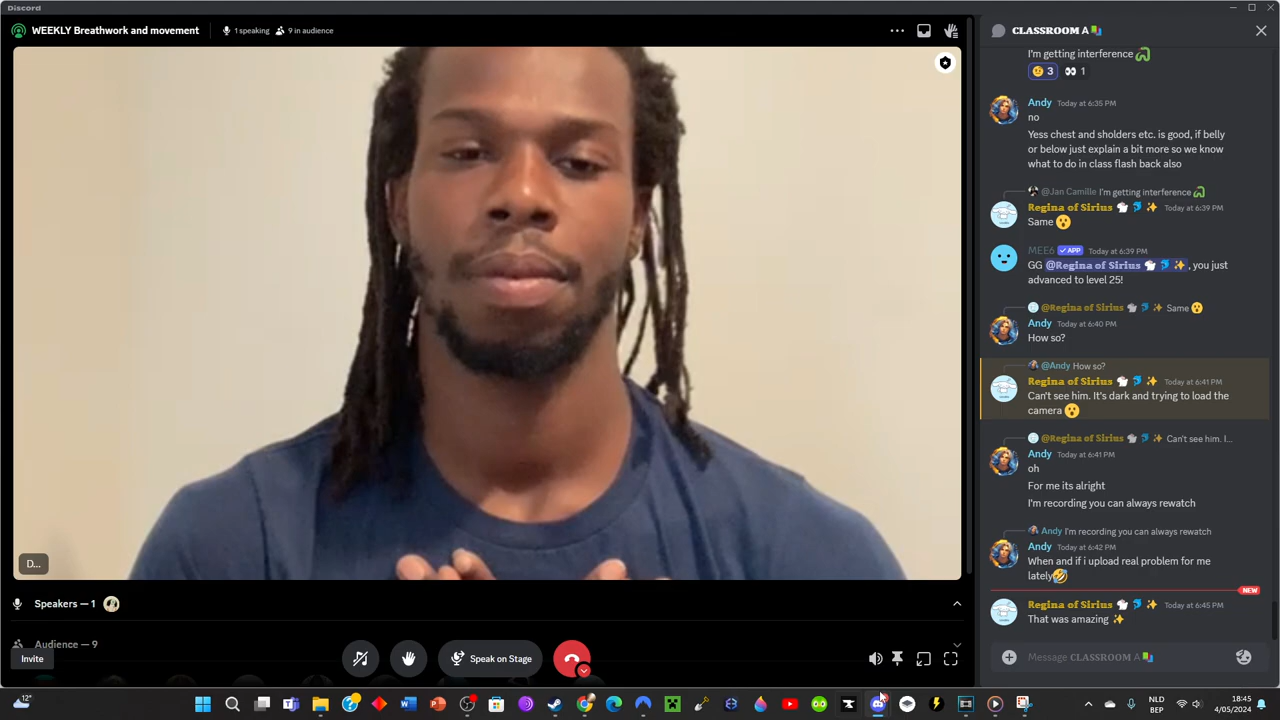 Discord
WEEKLY Breathwork and movement
1 speaking 9 in audience
CLASSROOM A
I'm getting interference
3 1
Andy Today at 6:35 PM
no
Yess chest and sholders etc. is good, if belly
or below just explain a bit more so we know
what to do in class flash back also
@Jan Camille I'm getting interference
Regina of Sirius Today at 6:39 PM
Same
MEE6 APP Today at 6:39 PM
GG @Regina of Sirius , you just
advanced to level 25!
@Regina of Sirius Same
Andy Today at 6:40 PM
How so?
@Andy How so?
Regina of Sirius Today at 6:41 PM
Can't see him. It's dark and trying to load the
camera
@Regina of Sirius Can't see him. I...
Andy Today at 6:41 PM
oh
For me its alright
I'm recording you can always rewatch
Andy I'm recording you can always rewatch
Andy Today at 6:42 PM
When and if i upload real problem for me
lately
NEW
Regina of Sirius Today at 6:45 PM
That was amazing
D...
Speakers — 1
Audience — 9
Invite
Speak on Stage
Message CLASSROOM A
12°
NLD
BEP
18:45
4/05/2024